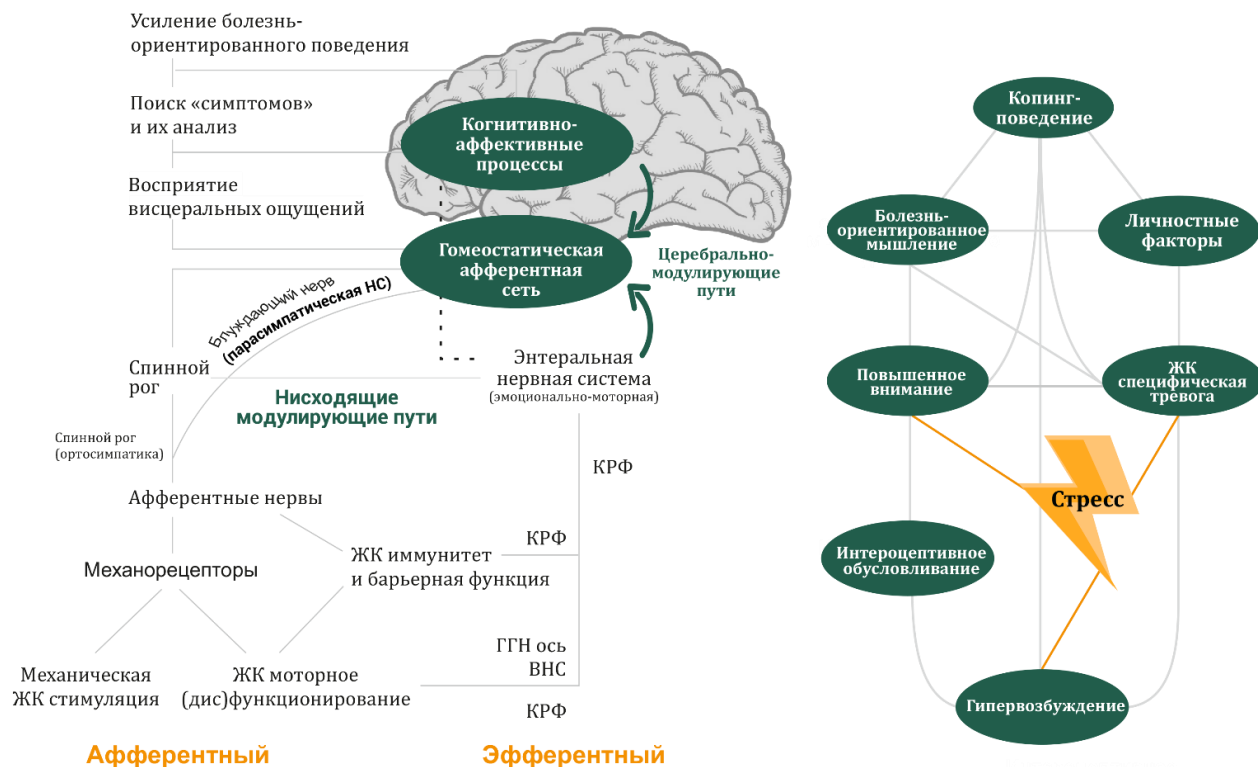 Усиление болезнь-
ориентированного поведения
Поиск «симптомов»
и их анализ
Восприятие
висцеральных ощущений
Когнитивно-
аффективные
процессы
Гомеостатическая
афферентная
сеть
Церебрально-
модулирующие
пути
Блуждающий нерв
(парасимпатическая НС)
Спинной
рог
Энтеральная
нервная система
(эмоционально-моторная)
Нисходящие
модулирующие пути
Спинной рог
(ортосимпатика)
КРФ
Афферентные нервы
КРФ
ЖК иммунитет
и барьерная функция
Механорецепторы
ГГН ось
ВНС
Механическая
ЖК стимуляция
ЖК моторное
(дис)функционирование
КРФ
Афферентный
Эфферентный
Копинг-
поведение
Болезнь-
ориентированное
мышление
Личностные
факторы
Повышенное
внимание
ЖК
специфическая
тревога
Стресс
Интероцептивное
обусловливание
Гипервозбуждение